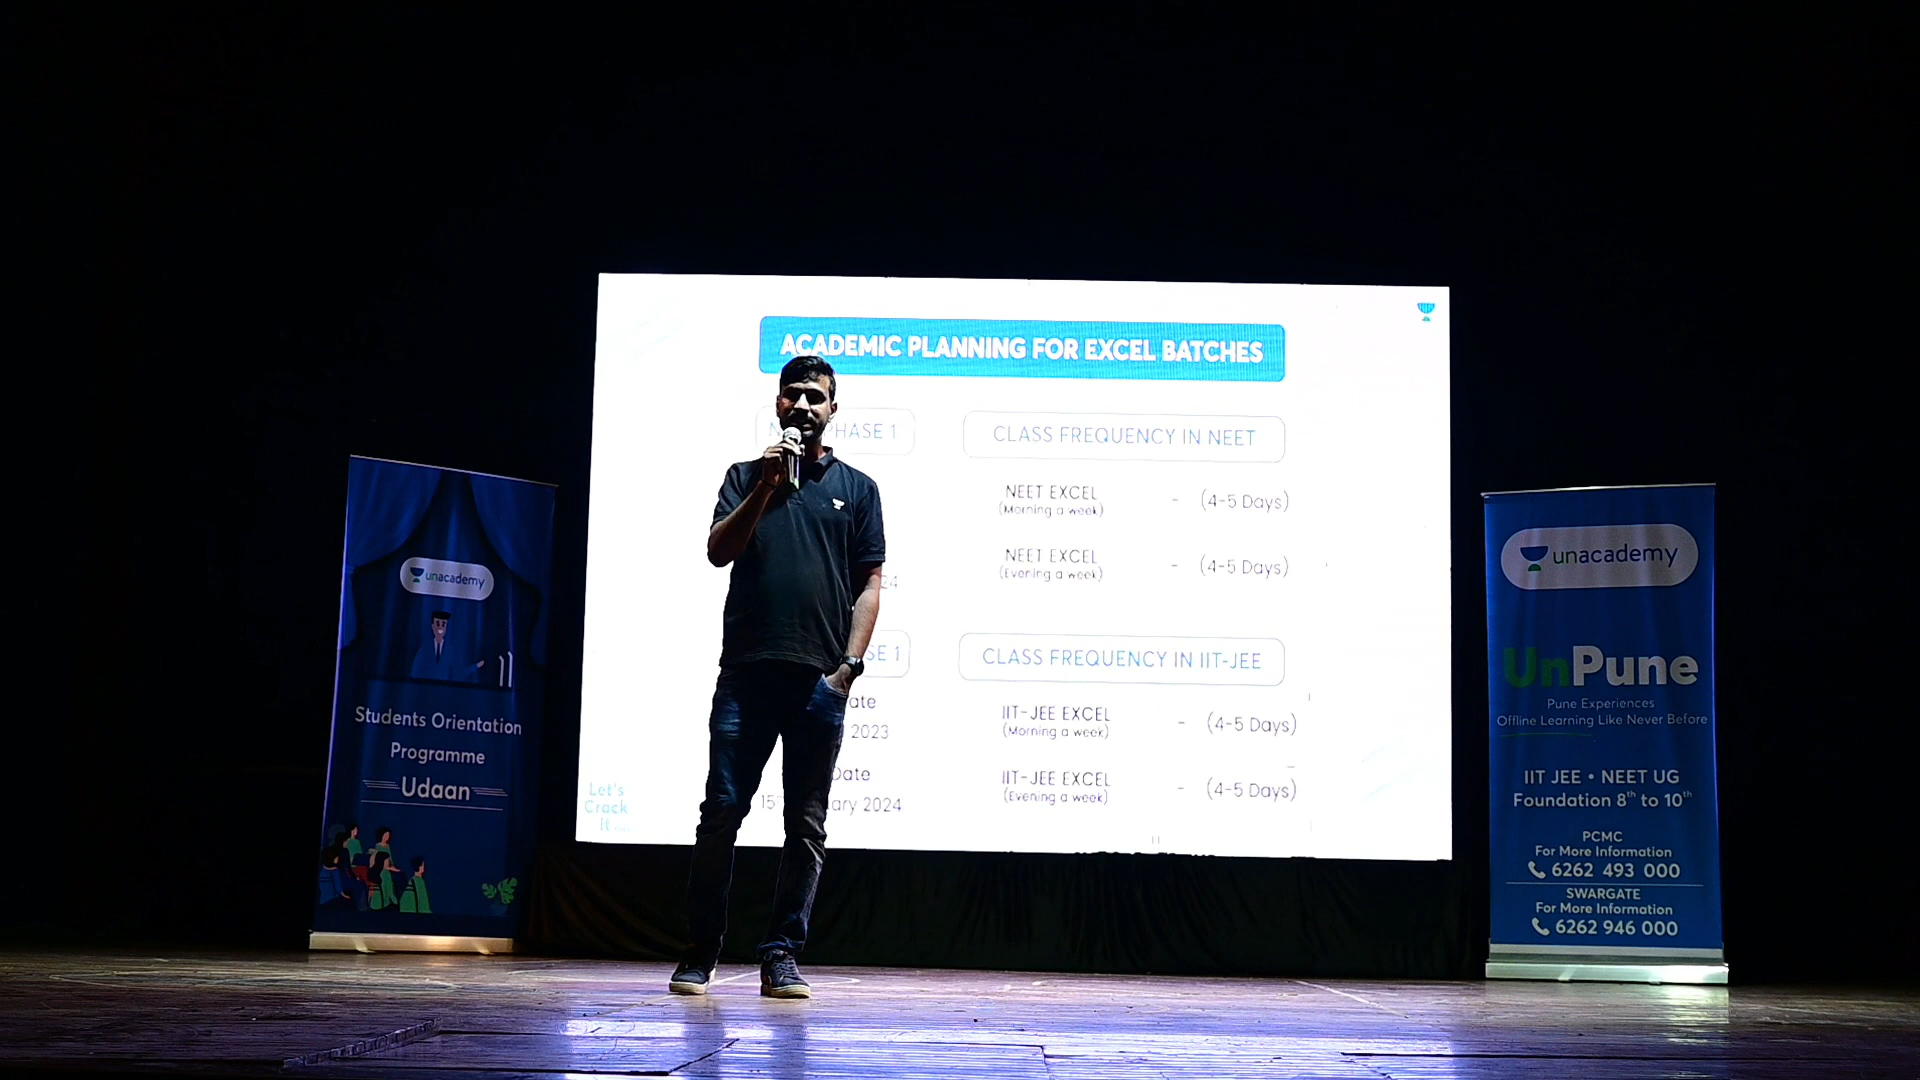 ACADEMIC PLANNING FOR EXCEL BATCHES
PHASE 1
24
SE 1
ate
2023
Date
15
ary 2024
CLASS FREQUENCY IN NEET
NEET EXCEL - (4-5 Days)
(Morning a week)
NEET EXCEL - (4-5 Days)
(Evening a week)
CLASS FREQUENCY IN IIT-JEE
IIT-JEE EXCEL - (4-5 Days)
(Morning a week)
IIT-JEE EXCEL - (4-5 Days)
(Evening a week)
Let's
Crack
It
unacademy
Students Orientation
Programme
Udaan
unacademy
UnPune
Pune Experiences
Offline Learning Like Never Before
IIT JEE • NEET UG
Foundation 8th to 10th
PCMC
For More Information
6262 493 000
SWARGATE
For More Information
6262 946 000